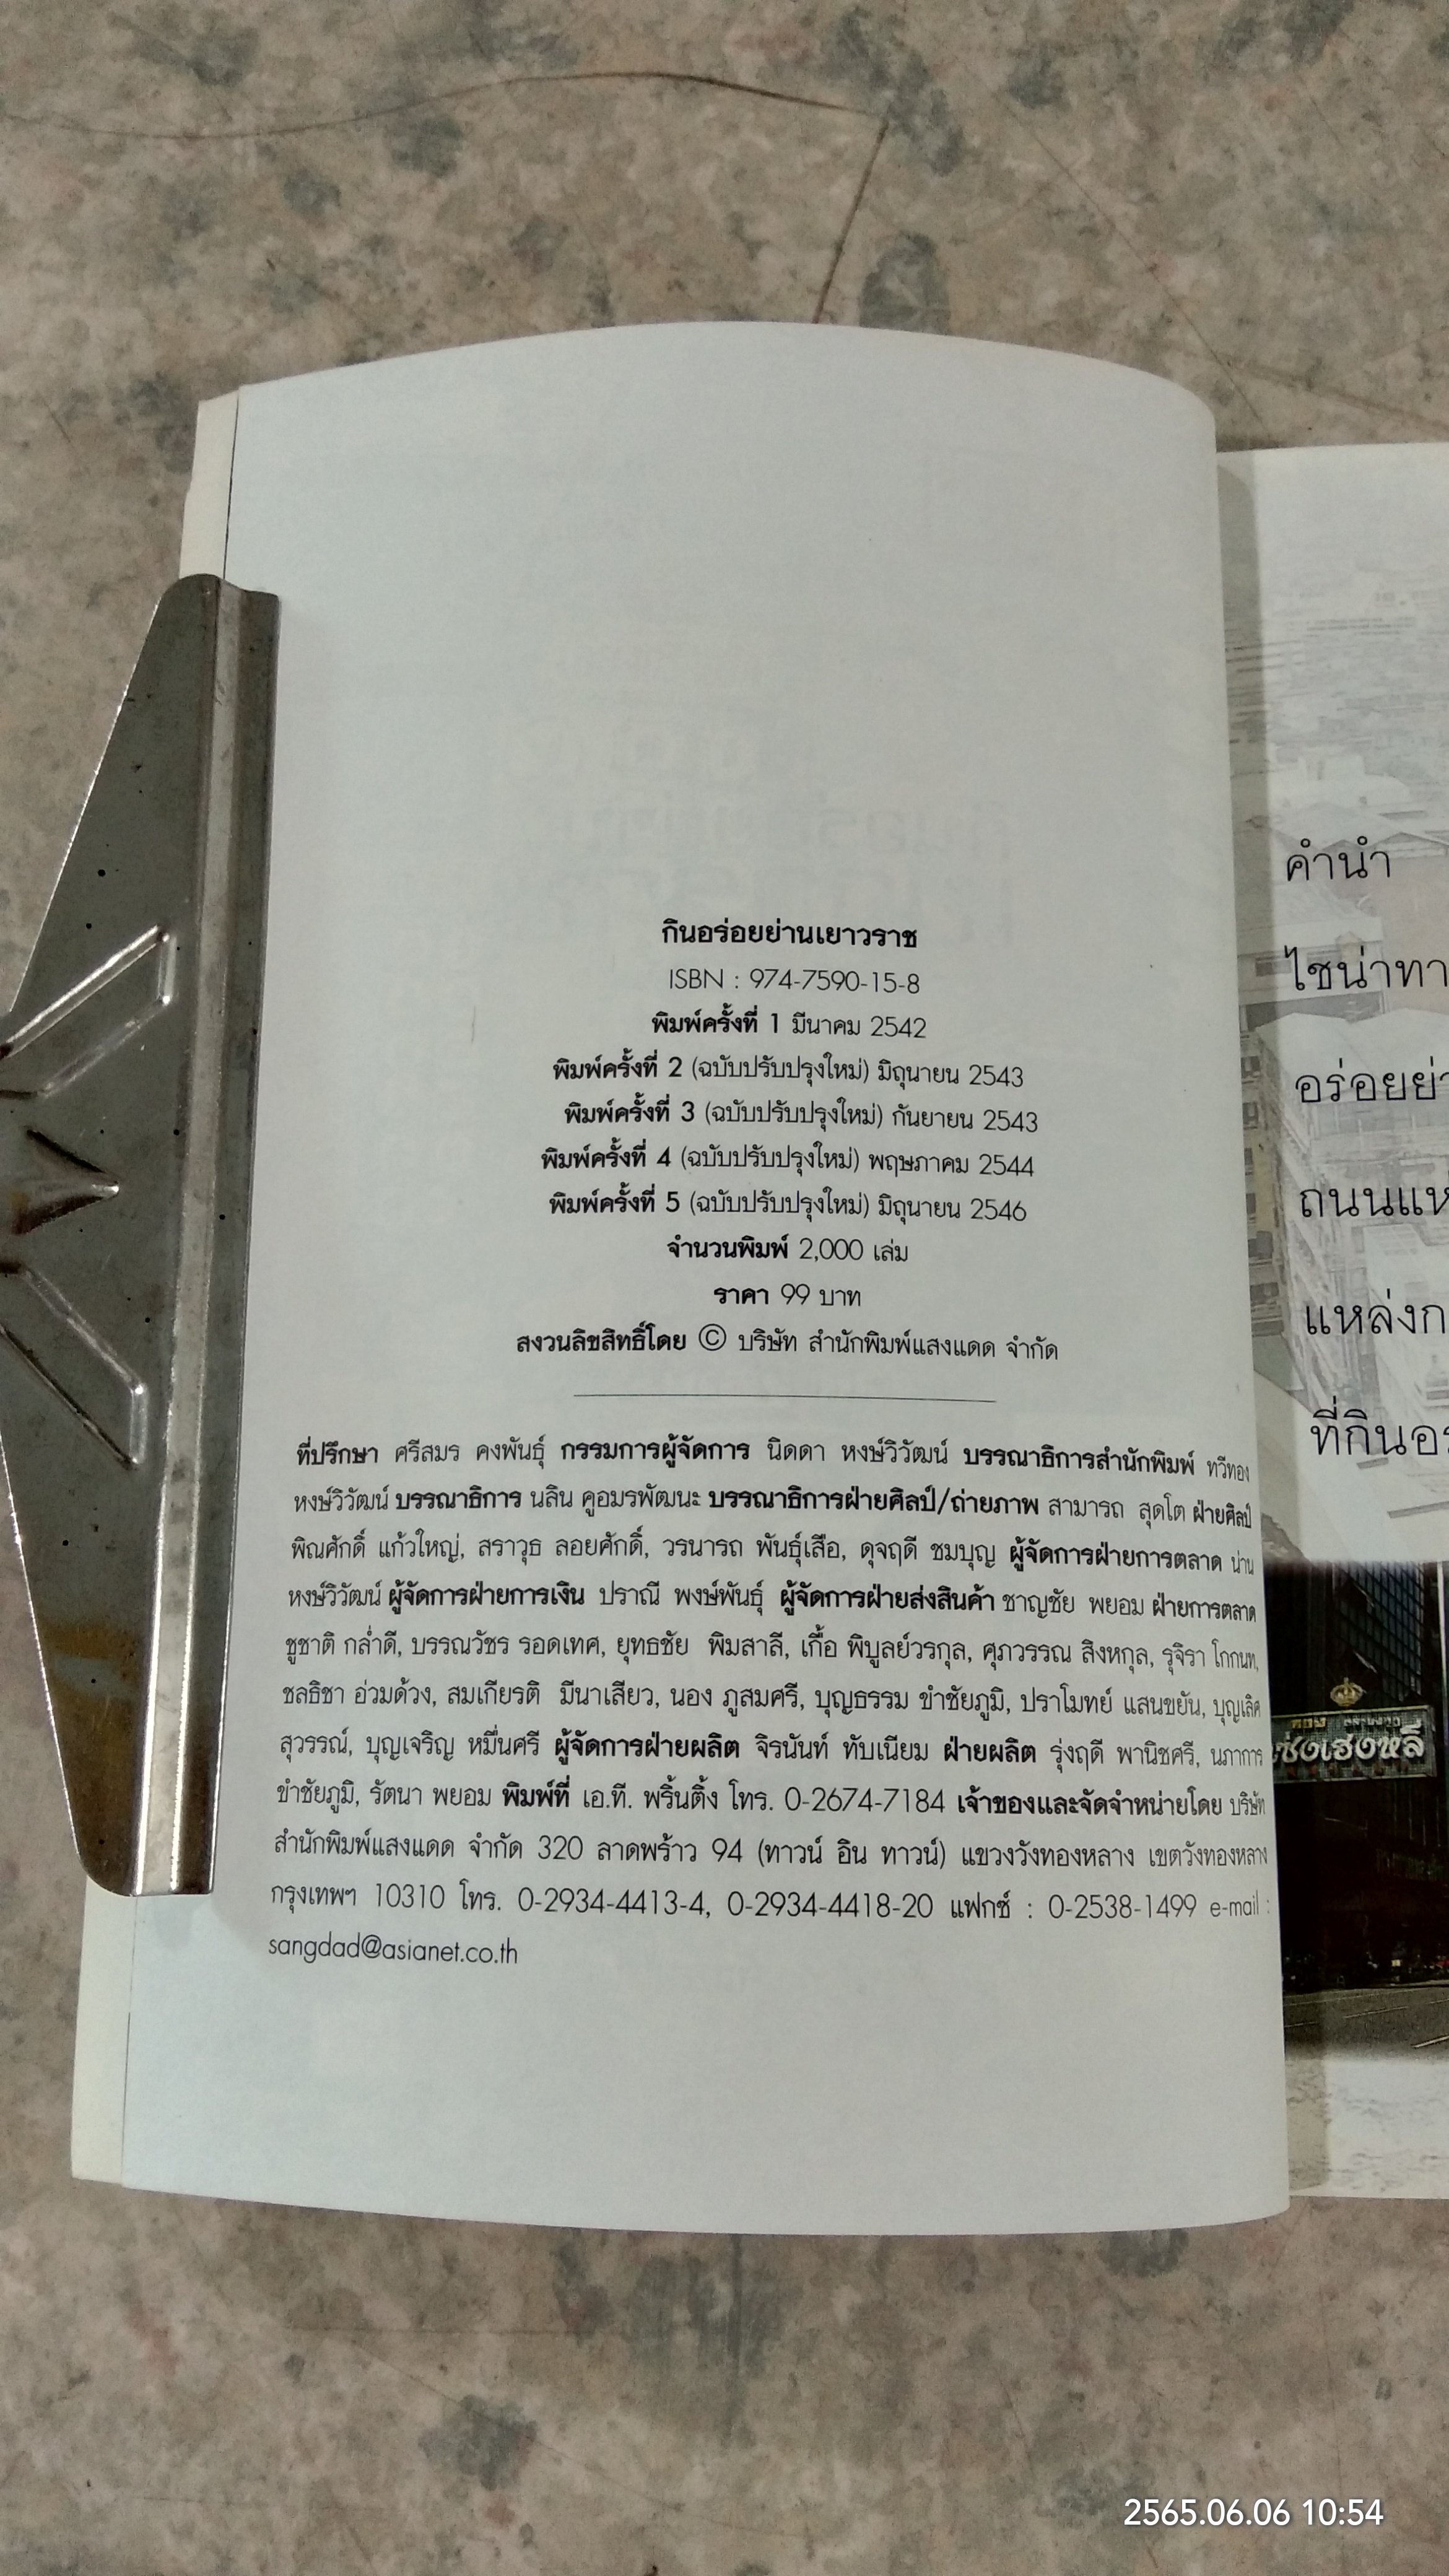 กินอร่อยย่านเยาวราช
ISBN : 974-7590-15-8
พิมพ์ครั้งที่ 1 มีนาคม 2542
พิมพ์ครั้งที่ 2 (ฉบับปรับปรุงใหม่) มิถุนายน 2543
พิมพ์ครั้งที่ 3 (ฉบับปรับปรุงใหม่) กันยายน 2543
พิมพ์ครั้งที่ 4 (ฉบับปรับปรุงใหม่) พฤษภาคม 2544
พิมพ์ครั้งที่ 5 (ฉบับปรับปรุงใหม่) มิถุนายน 2546
จำนวนพิมพ์ 2,000 เล่ม
ราคา 99 บาท
สงวนลิขสิทธิ์โดย © บริษัท สำนักพิมพ์แสงแดด จำกัด
ที่ปรึกษา ศรีสมร คงพันธุ์ กรรมการผู้จัดการ นิดดา หงษ์วิวัฒน์ บรรณาธิการสำนักพิมพ์ ทวีทอง
หงษ์วิวัฒน์ บรรณาธิการ นลิน คูอมรพัฒนะ บรรณาธิการฝ่ายศิลป์/ถ่ายภาพ สามารถ สุดโต ฝ่ายศิลป์
พิณศักดิ์ แก้วใหญ่, สราวุธ ลอยศักดิ์, วรนารถ พันธุ์เสือ, ดุจฤดี ชมบุญ ผู้จัดการฝ่ายการตลาด น่าน
หงษ์วิวัฒน์ ผู้จัดการฝ่ายการเงิน ปราณี พงษ์พันธุ์ ผู้จัดการฝ่ายส่งสินค้า ชาญชัย พยอม ฝ่ายการตลาด
ชูชาติ กล่ำดี, บรรณวัชร รอดเทศ, ยุทธชัย พิมสาลี, เกื้อ พิบูลย์วรกุล, ศุภวรรณ สิงหกุล, รุจิรา โกกนท,
ชลธิชา อ่วมด้วง, สมเกียรติ มีนาเสียว, นอง ภูสมศรี, บุญธรรม ขำชัยภูมิ, ปราโมทย์ แสนขยัน, บุญเลิศ
สุวรรณ์, บุญเจริญ หมื่นศรี ผู้จัดการฝ่ายผลิต จิรนันท์ ทับเนียม ฝ่ายผลิต รุ่งฤดี พานิชศรี, นภาการ
ขำชัยภูมิ, รัตนา พยอม พิมพ์ที่ เอ.ที. พริ้นติ้ง โทร. 0-2674-7184 เจ้าของและจัดจำหน่ายโดย บริษัท
สำนักพิมพ์แสงแดด จำกัด 320 ลาดพร้าว 94 (ทาวน์ อิน ทาวน์) แขวงวังทองหลาง เขตวังทองหลาง
กรุงเทพฯ 10310 โทร. 0-2934-4413-4, 0-2934-4418-20 แฟกซ์ : 0-2538-1499 e-mail :
sangdad@asianet.co.th
คำนำ
ไชน่าทา
อร่อยย่า
ถนนแห
แหล่งก
ที่กินอร
ซ่งเฮงหลี
2565.06.06 10:54